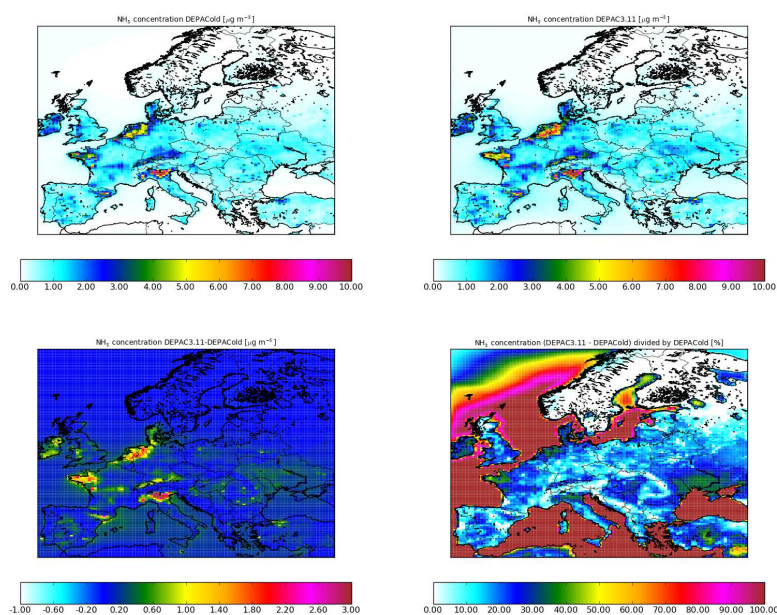 NH₃ concentration DEPACold [μg m⁻³]
NH₃ concentration DEPAC3.11 [μg m⁻³]
0.00 1.00 2.00 3.00 4.00 5.00 6.00 7.00 8.00 9.00 10.00
0.00 1.00 2.00 3.00 4.00 5.00 6.00 7.00 8.00 9.00 10.00
NH₃ concentration DEPAC3.11-DEPACold [μg m⁻³]
NH₃ concentration (DEPAC3.11 - DEPACold) divided by DEPACold [%]
-1.00 -0.60 -0.20 0.20 0.60 1.00 1.40 1.80 2.20 2.60 3.00
0.00 10.00 20.00 30.00 40.00 50.00 60.00 70.00 80.00 90.00 100.00